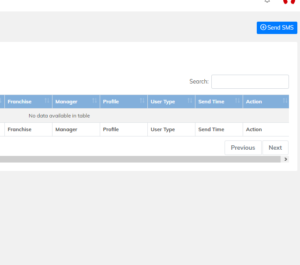 Send SMS
Search:
Franchise Manager Profile User Type Send Time Action
No data available in table
Franchise Manager Profile User Type Send Time Action
Previous Next